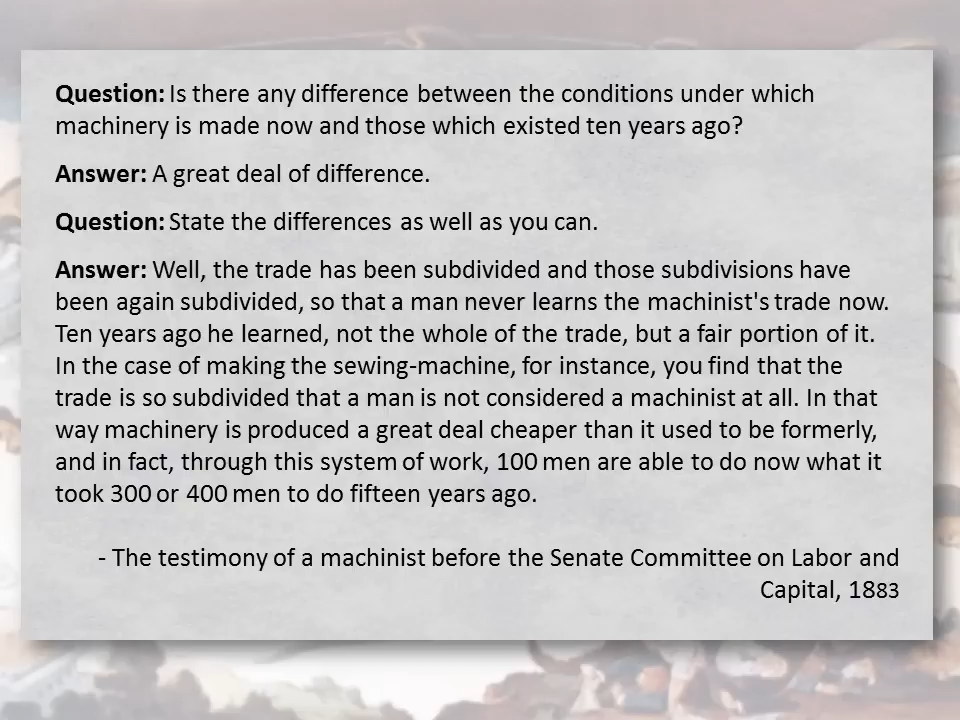 Question: Is there any difference between the conditions under which
machinery is made now and those which existed ten years ago?
Answer: A great deal of difference.
Question: State the differences as well as you can.
Answer: Well, the trade has been subdivided and those subdivisions have
been again subdivided, so that a man never learns the machinist's trade now.
Ten years ago he learned, not the whole of the trade, but a fair portion of it.
In the case of making the sewing-machine, for instance, you find that the
trade is so subdivided that a man is not considered a machinist at all. In that
way machinery is produced a great deal cheaper than it used to be formerly,
and in fact, through this system of work, 100 men are able to do now what it
took 300 or 400 men to do fifteen years ago.
- The testimony of a machinist before the Senate Committee on Labor and
Capital, 1883